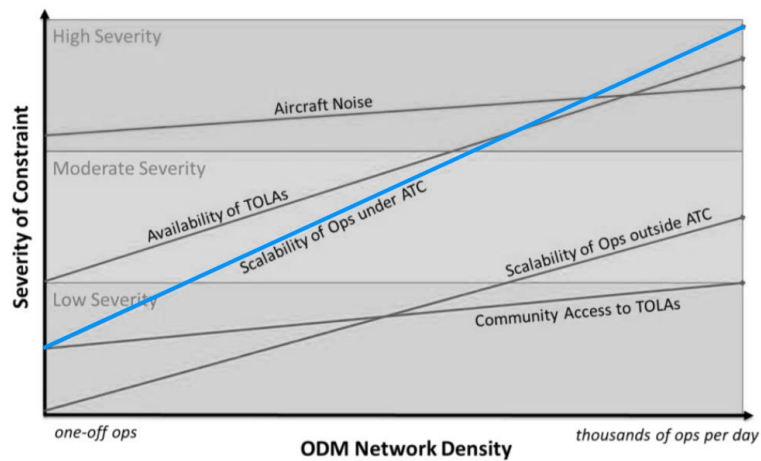 High Severity
Aircraft Noise
Moderate Severity
Availability of TOLAs
Scalability of Ops under ATC
Scalability of Ops outside ATC
Low Severity
Community Access to TOLAs
Severity of Constraint
one-off ops
thousands of ops per day
ODM Network Density